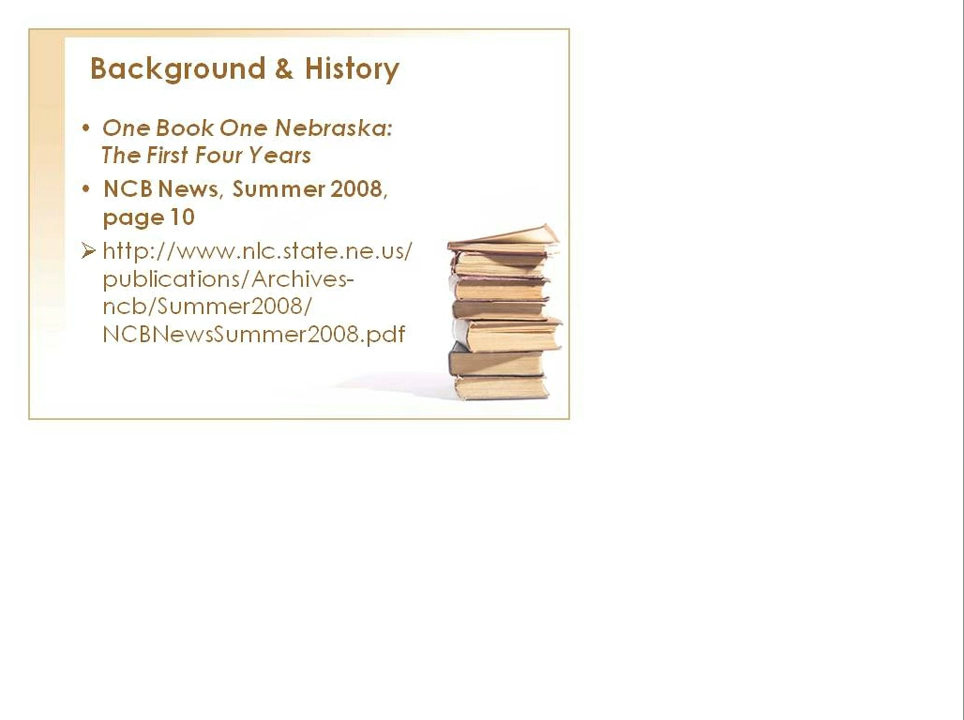 Background & History
• One Book One Nebraska:
The First Four Years
• NCB News, Summer 2008,
page 10
➢ http://www.nlc.state.ne.us/
publications/Archives-
ncb/Summer2008/
NCBNewsSummer2008.pdf